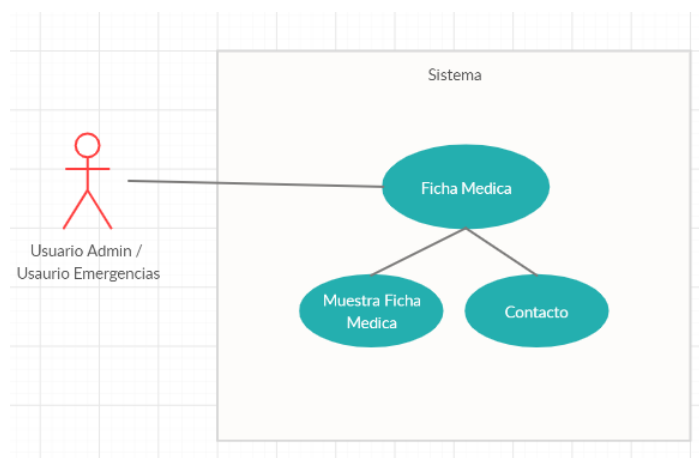 Sistema
Ficha Medica
Usuario Admin /
Usaurio Emergencias
Muestra Ficha
Medica
Contacto